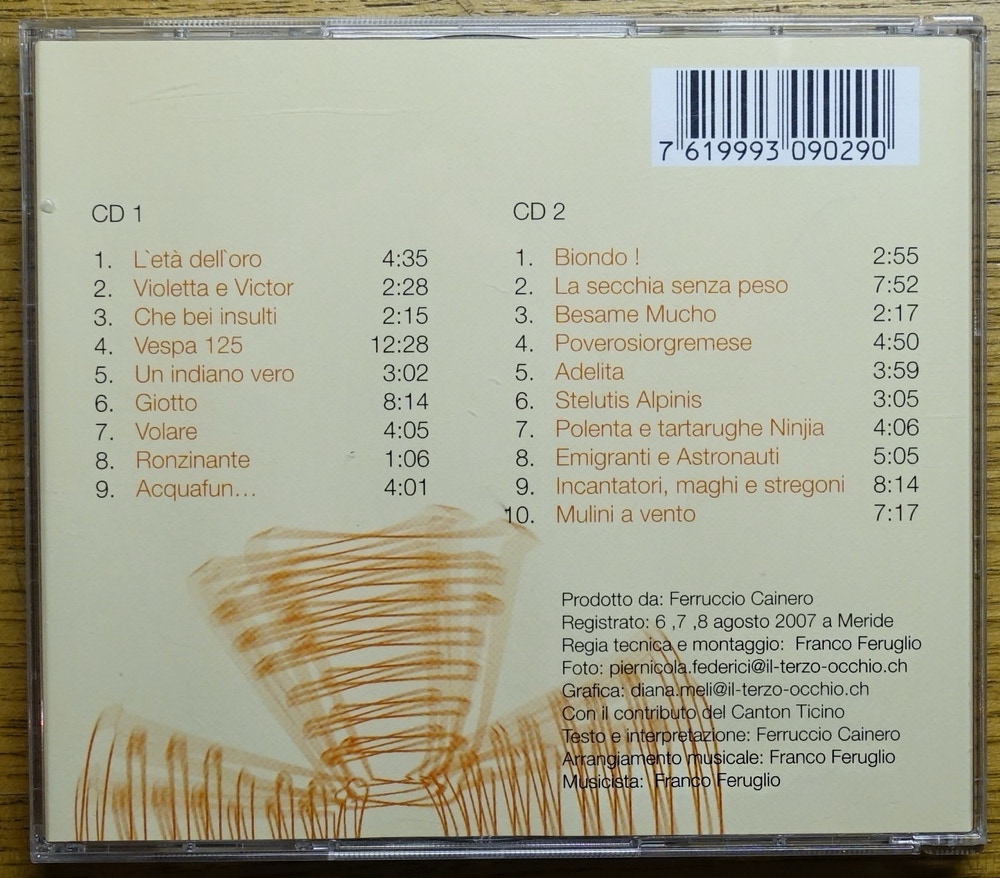 7 619993 090290
CD 1
1. L`età dell`oro 4:35
2. Violetta e Victor 2:28
3. Che bei insulti 2:15
4. Vespa 125 12:28
5. Un indiano vero 3:02
6. Giotto 8:14
7. Volare 4:05
8. Ronzinante 1:06
9. Acquafun... 4:01
CD 2
1. Biondo ! 2:55
2. La secchia senza peso 7:52
3. Besame Mucho 2:17
4. Poverosiorgremese 4:50
5. Adelita 3:59
6. Stelutis Alpinis 3:05
7. Polenta e tartarughe Ninjia 4:06
8. Emigranti e Astronauti 5:05
9. Incantatori, maghi e stregoni 8:14
10. Mulini a vento 7:17
Prodotto da: Ferruccio Cainero
Registrato: 6 ,7 ,8 agosto 2007 a Meride
Regia tecnica e montaggio: Franco Feruglio
Foto: piernicola.federici@il-terzo-occhio.ch
Grafica: diana.meli@il-terzo-occhio.ch
Con il contributo del Canton Ticino
Testo e interpretazione: Ferruccio Cainero
Arrangiamento musicale: Franco Feruglio
Musicista: Franco Feruglio